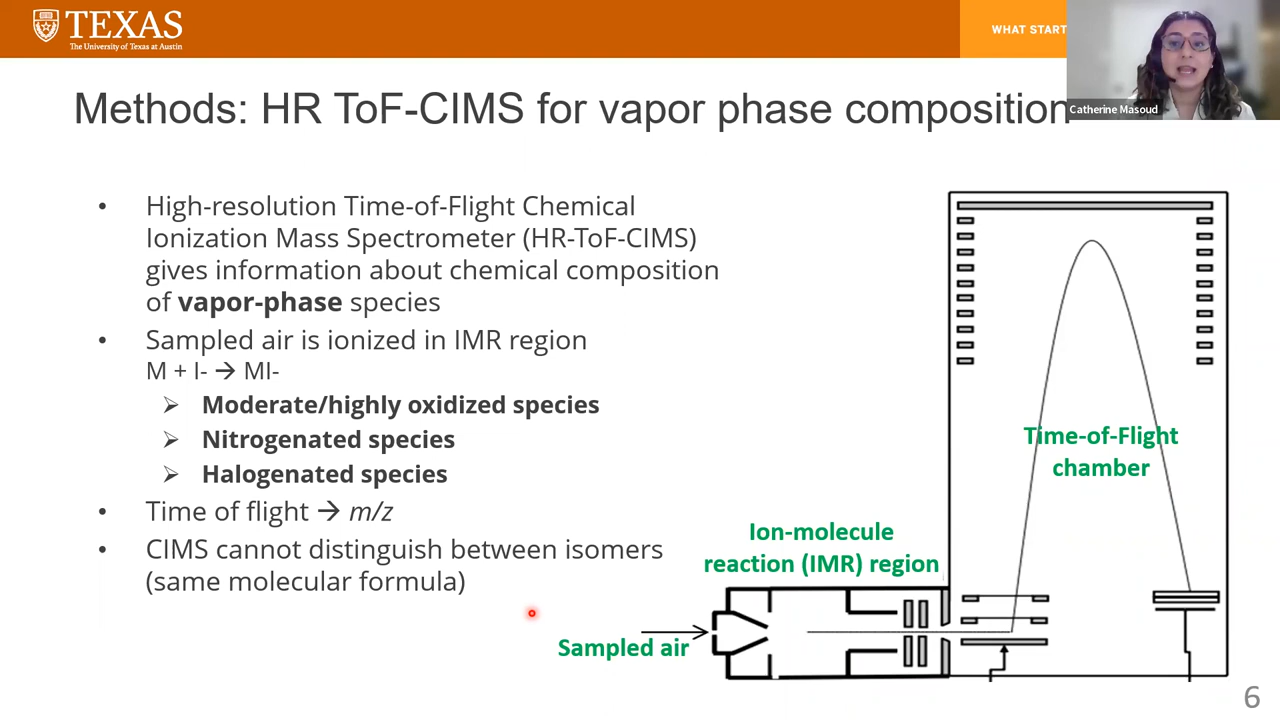 TEXAS
The University of Texas at Austin
WHAT START
Catherine Masoud
Methods: HR ToF-CIMS for vapor phase composition
• High-resolution Time-of-Flight Chemical
Ionization Mass Spectrometer (HR-ToF-CIMS)
gives information about chemical composition
of vapor-phase species
• Sampled air is ionized in IMR region
M + I- → MI-
➢ Moderate/highly oxidized species
➢ Nitrogenated species
➢ Halogenated species
• Time of flight → m/z
• CIMS cannot distinguish between isomers
(same molecular formula)
Time-of-Flight
chamber
Ion-molecule
reaction (IMR) region
Sampled air
6